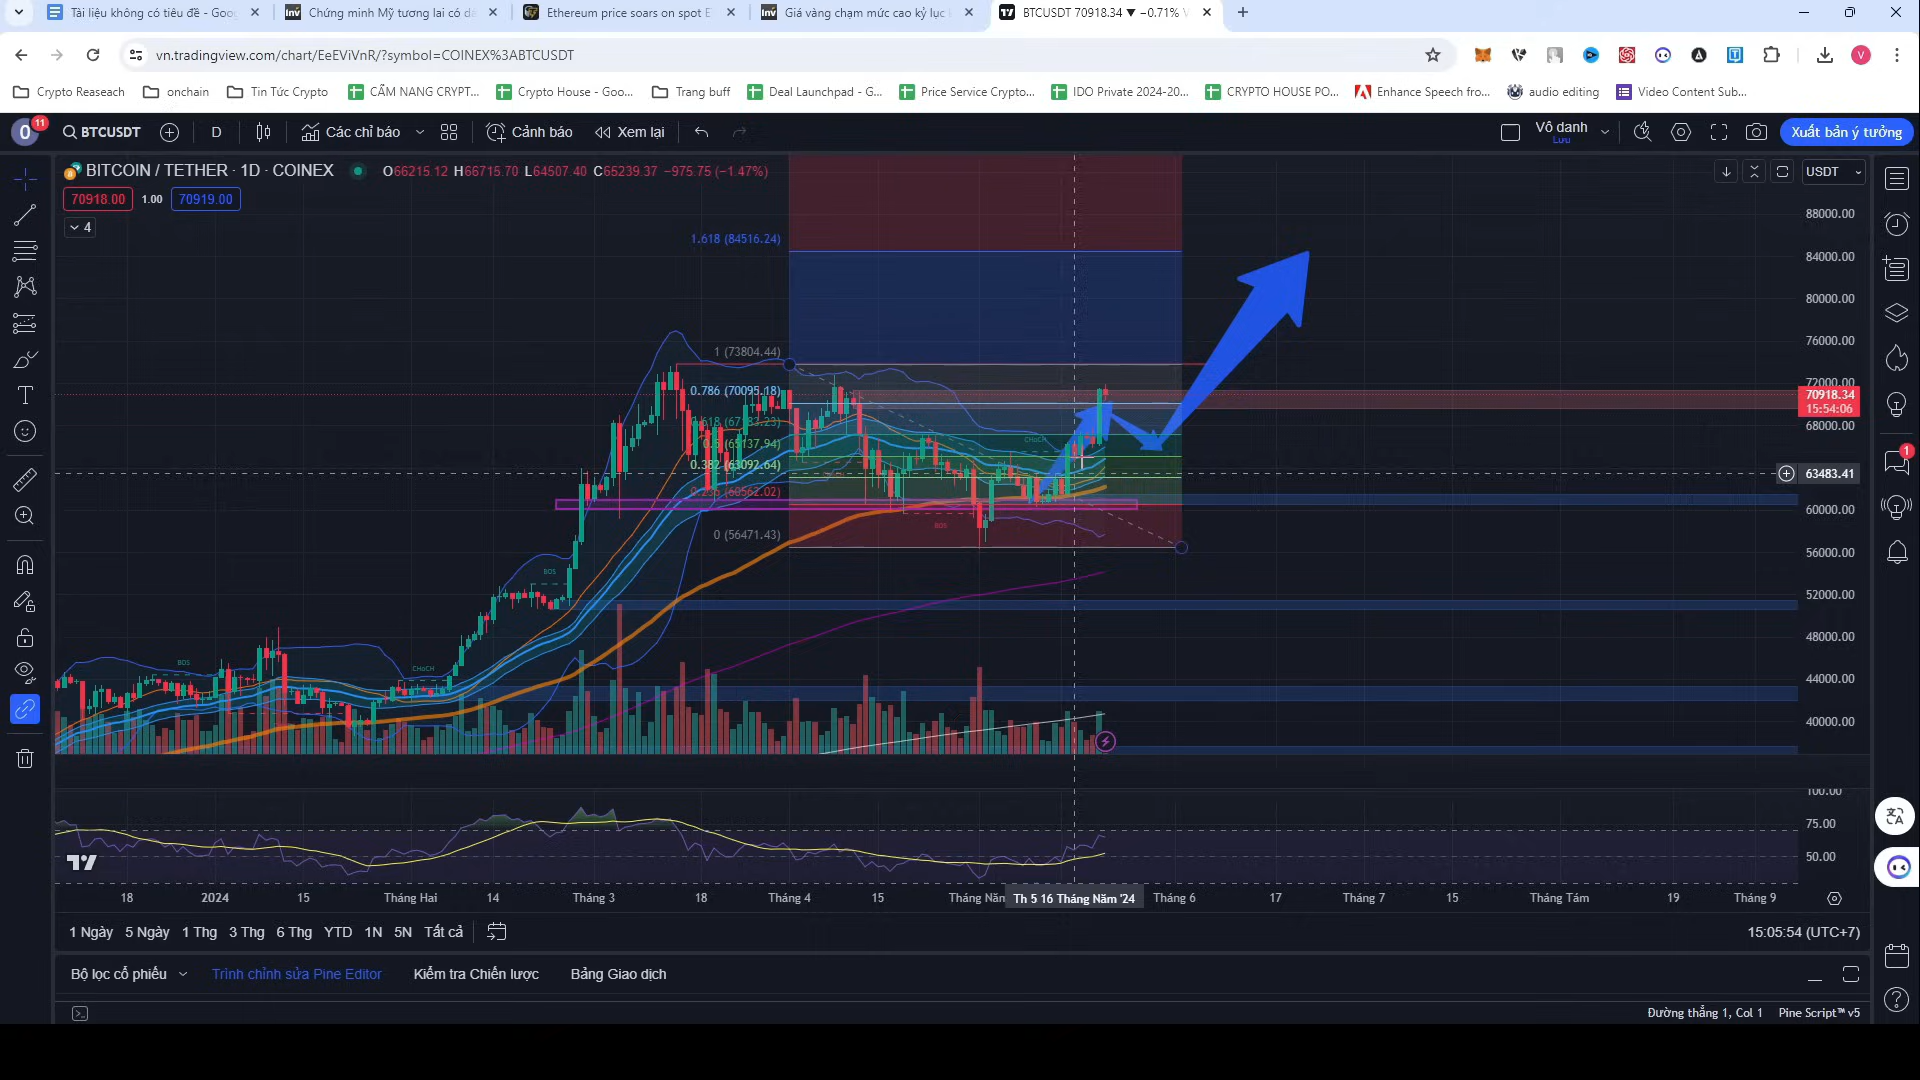 Tài liệu không có tiêu đề - Goo
Chứng minh Mỹ tương lai có
Ethereum price soars on spot E
Giá vàng chạm mức cao kỷ lục
BTCUSDT 70918.34 ▼ −0.71%
vn.tradingview.com/chart/EeEViVnR/?symbol=COINEX%3ABTCUSDT
Crypto Reaseach
onchain
Tin Tức Crypto
CẨM NANG CRYPT...
Crypto House - Goo...
Trang buff
Deal Launchpad - G...
Price Service Crypto...
IDO Private 2024-20...
CRYPTO HOUSE PO...
Enhance Speech fro...
audio editing
Video Content Sub...
11
BTCUSDT
D
Các chỉ báo
Cảnh báo
Xem lại
Vô danh
Lưu
Xuất bản ý tưởng
BITCOIN / TETHER · 1D · COINEX
O66215.12 H66715.70 L64507.40 C65239.37 −975.75 (−1.47%)
USDT
70918.00 1.00 70919.00
4
88000.00
1.618 (84516.24)
84000.00
80000.00
76000.00
1 (73804.44)
72000.00
0.786 (70095.18)
70918.34
15:54:06
68000.00
CHoCH
0.382 (63092.64)
63483.41
1
60000.00
BOS
0 (56471.43)
56000.00
BOS
52000.00
48000.00
BOS
CHoCH
44000.00
40000.00
100.00
75.00
50.00
18
2024
15
Tháng Hai
14
Tháng 3
18
Tháng 4
15
Th 5 16 Tháng Năm '24
Tháng 6
17
Tháng 7
15
Tháng Tám
19
Tháng 9
1 Ngày
5 Ngày
1 Thg
3 Thg
6 Thg
YTD
1N
5N
Tất cả
15:05:54 (UTC+7)
Bộ lọc cổ phiếu
Trình chỉnh sửa Pine Editor
Kiểm tra Chiến lược
Bảng Giao dịch
Đường thẳng 1, Col 1
Pine Script™ v5